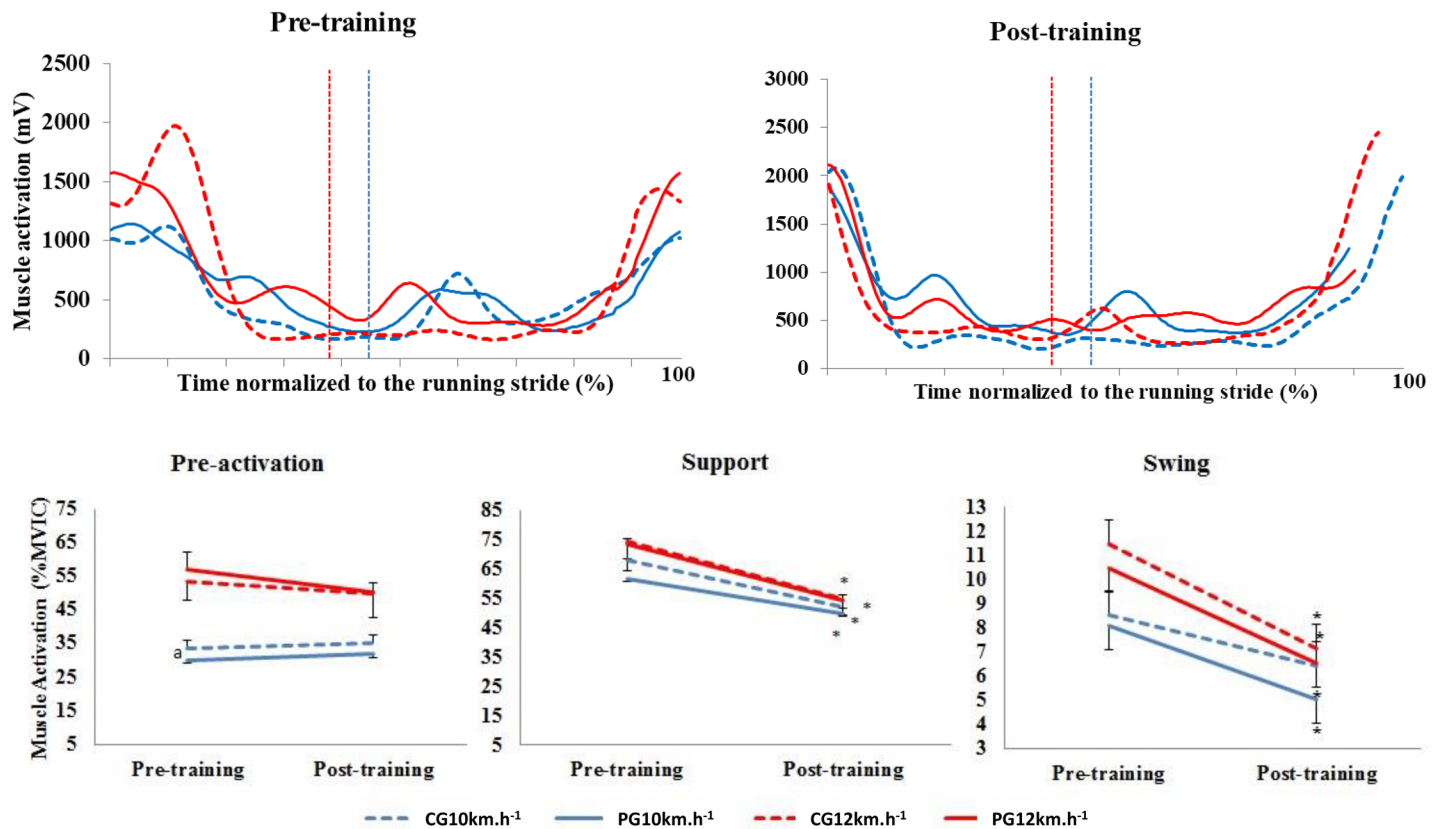 Pre-training
Post-training
Muscle activation (mV)
2500
2000
1500
1000
500
0
Time normalized to the running stride (%)
100
3000
2500
2000
1500
1000
500
0
Time normalized to the running stride (%)
100
Pre-activation
Support
Swing
Muscle Activation (%MVIC)
75
65
55
45
35
25
15
5
a
Pre-training
Post-training
85
75
65
55
45
35
25
15
5
*
*
*
*
Pre-training
Post-training
13
12
11
10
9
8
7
6
5
4
3
*
*
*
*
Pre-training
Post-training
CG10km.h⁻¹
PG10km.h⁻¹
CG12km.h⁻¹
PG12km.h⁻¹